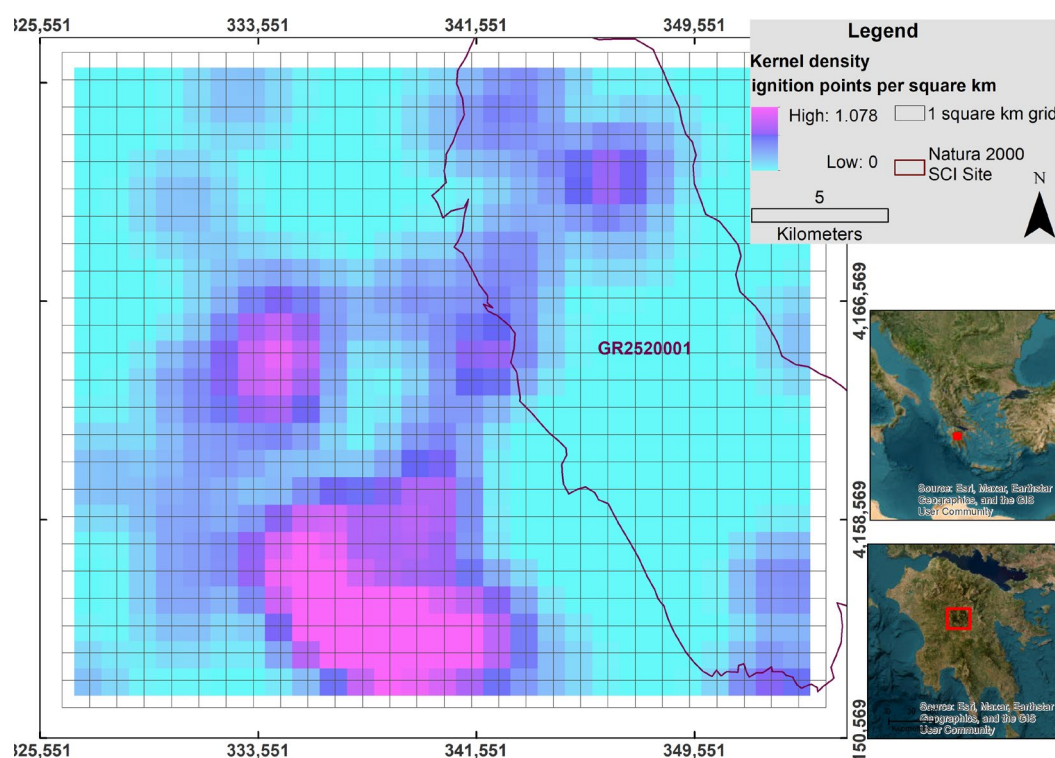 325,551 333,551 341,551 349,551
Legend
Kernel density
ignition points per square km
High: 1.078
Low: 0
1 square km grid
Natura 2000
SCI Site
N
5
Kilometers
4,166,569
GR2520001
Source: Esri, Maxar, Earthstar
Geographics, and the GIS
User Community
4,158,569
Source: Esri, Maxar, Earthstar
Geographics, and the GIS
User Community
150,569
325,551 333,551 341,551 349,551